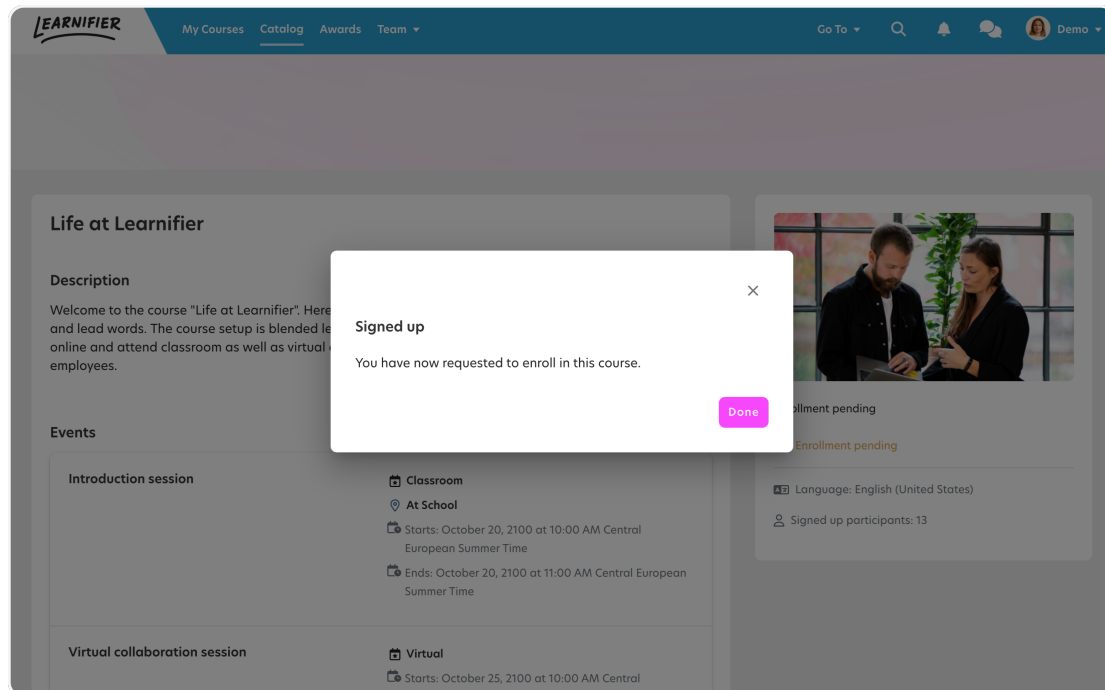 LEARNIFIER
My Courses Catalog Awards Team
Go To
Demo
Life at Learnifier
Description
Welcome to the course "Life at Learnifier". Here
and lead words. The course setup is blended le
online and attend classroom as well as virtual
employees.
Signed up
You have now requested to enroll in this course.
Done
Events
Introduction session
Classroom
At School
Starts: October 20, 2100 at 10:00 AM Central
European Summer Time
Ends: October 20, 2100 at 11:00 AM Central European
Summer Time
Virtual collaboration session
Virtual
Starts: October 25, 2100 at 10:00 AM Central
ollment pending
Enrollment pending
Language: English (United States)
Signed up participants: 13